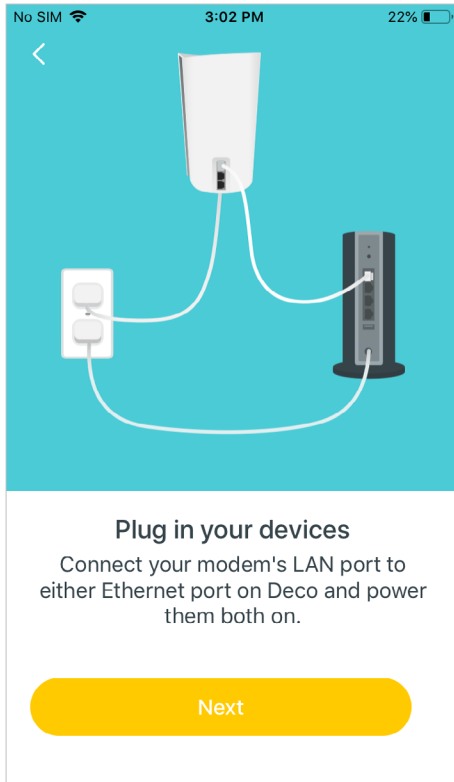 No SIM 3:02 PM 22%
Plug in your devices
Connect your modem's LAN port to
either Ethernet port on Deco and power
them both on.
Next